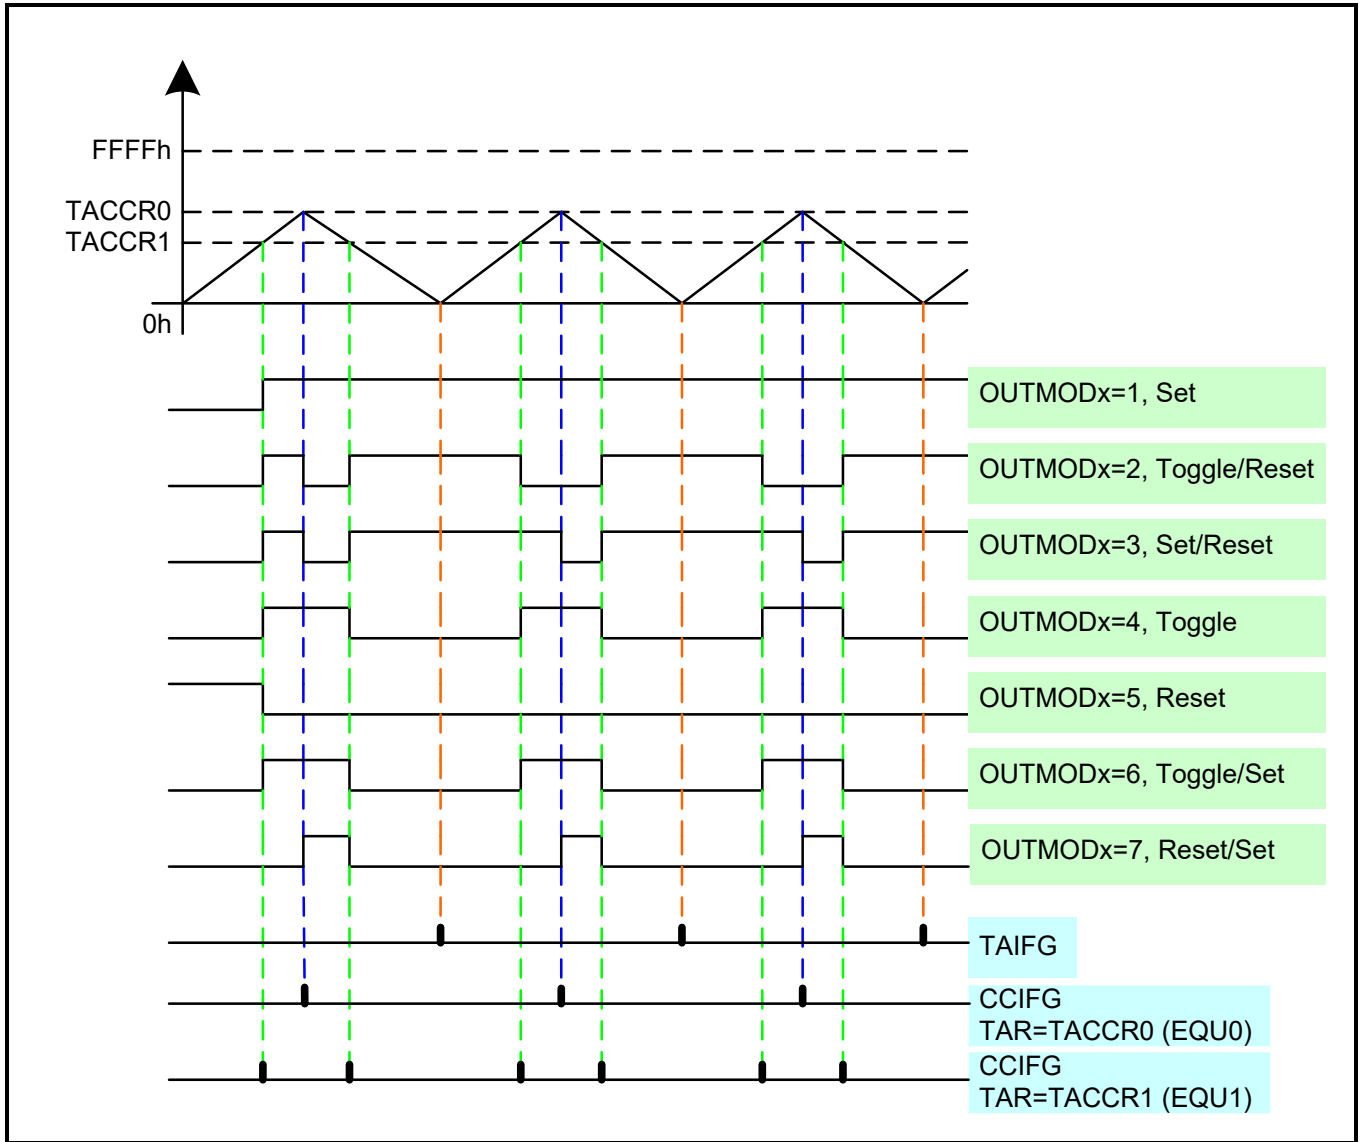 FFFFh
TACCR0
TACCR1
0h
OUTMODx=1, Set
OUTMODx=2, Toggle/Reset
OUTMODx=3, Set/Reset
OUTMODx=4, Toggle
OUTMODx=5, Reset
OUTMODx=6, Toggle/Set
OUTMODx=7, Reset/Set
TAIFG
CCIFG
TAR=TACCR0 (EQU0)
CCIFG
TAR=TACCR1 (EQU1)